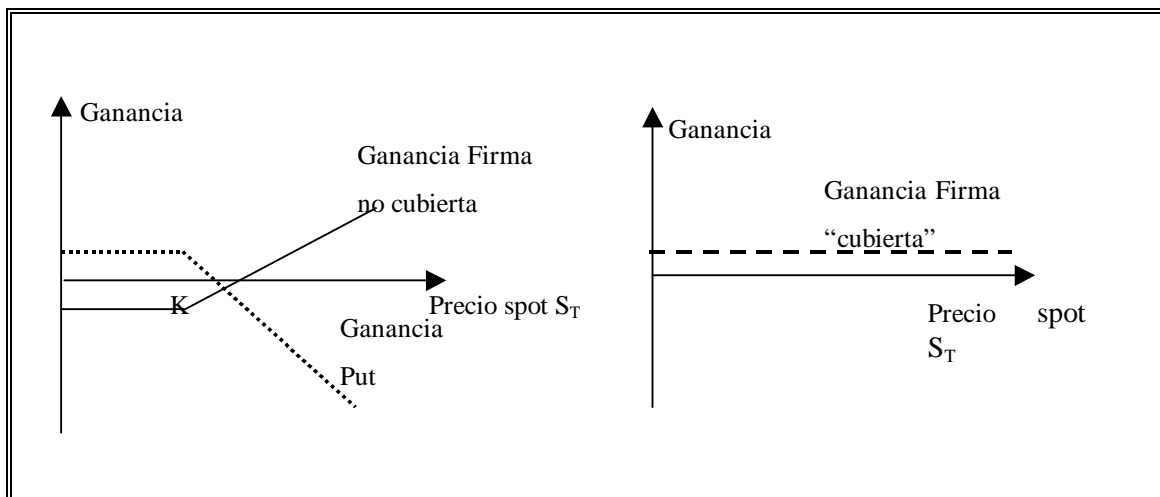 Ganancia
Ganancia Firma
no cubierta
K
Precio spot S_T
Ganancia
Put
Ganancia
Ganancia Firma
“cubierta”
Precio spot
S_T